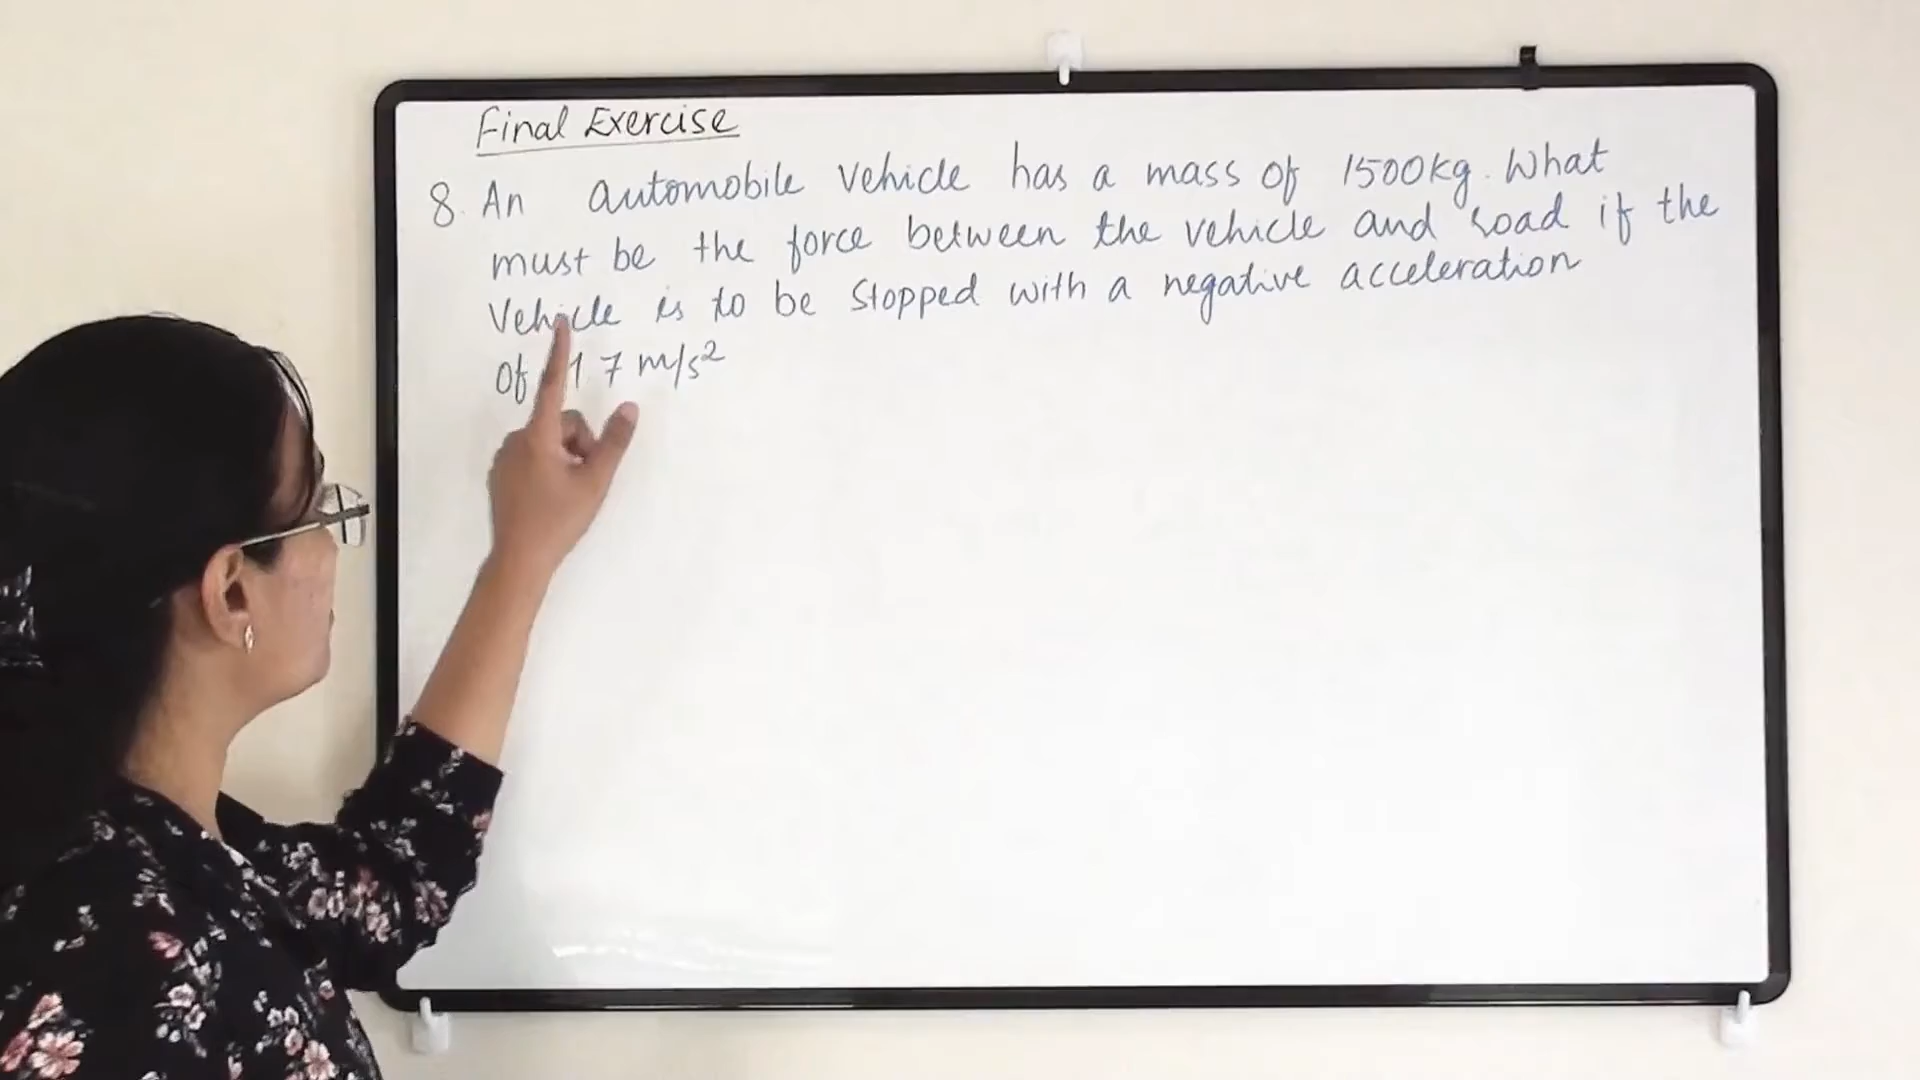 Final Exercise
8. An automobile vehicle has a mass of 1500kg. What
must be the force between the vehicle and road if the
vehicle is to be stopped with a negative acceleration
of 1 7 m/s²